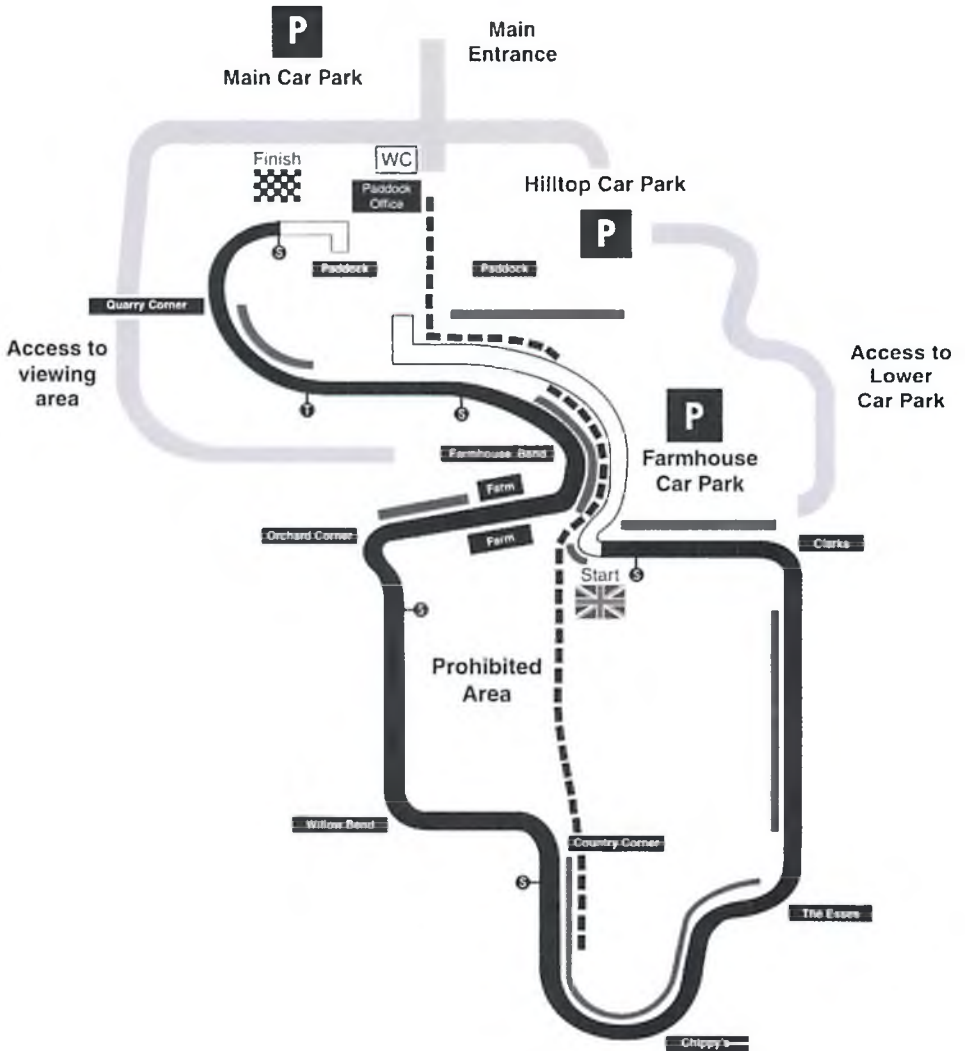 P
Main
Entrance
Main Car Park
Finish
WC
Paddock
Office
Hilltop Car Park
P
S
Paddock
Paddock
Quarry Corner
Access to
viewing
area
Access to
Lower
Car Park
T
S
P
Farmhouse
Car Park
Farmhouse Bend
Farm
Orchard Corner
Farm
Clarks
Start
S
S
Prohibited
Area
Willow Bend
Country Corner
S
The Esses
Chippy's